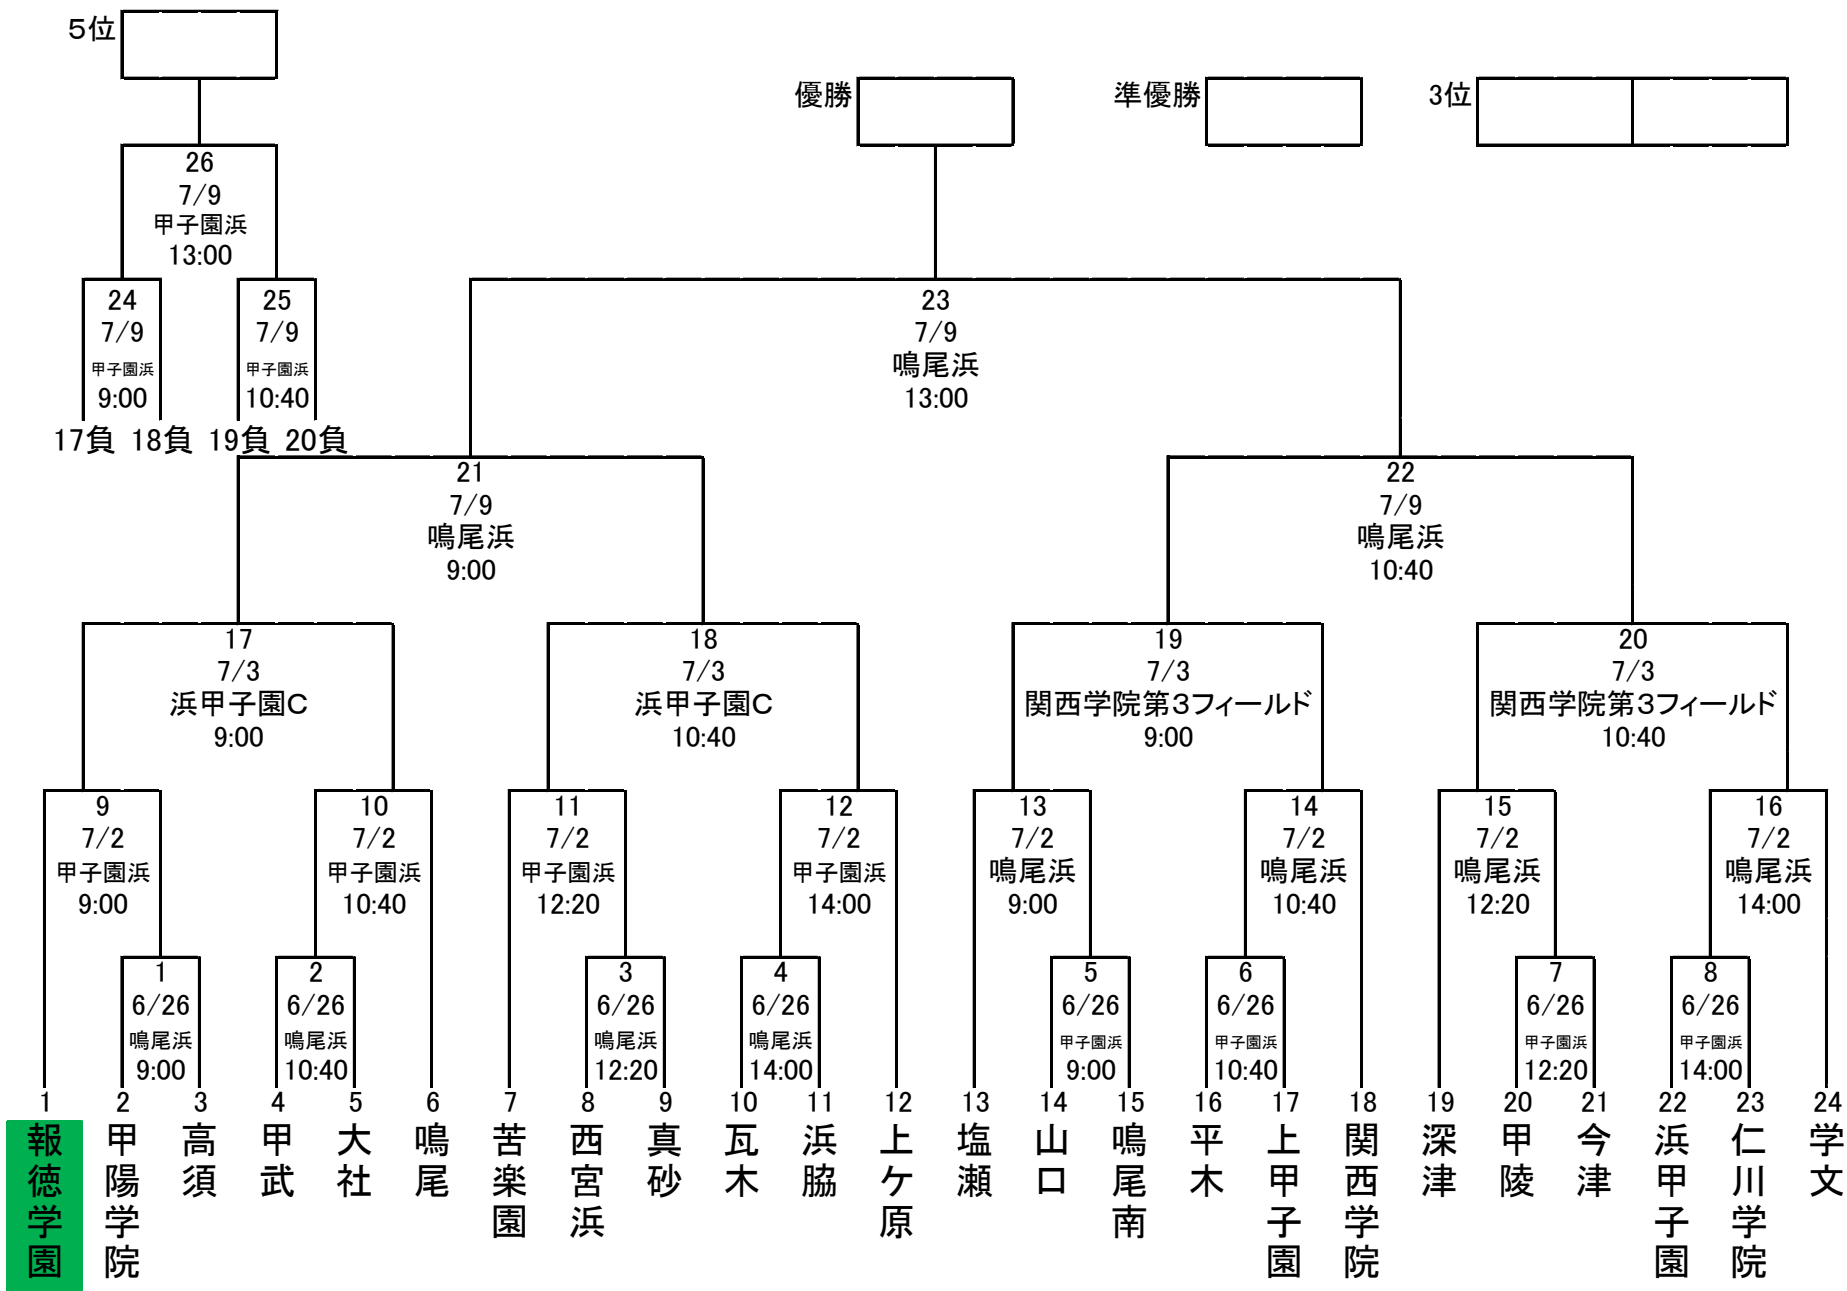 5位
優勝
準優勝
3位
26
7/9
甲子園浜
13:00
24
7/9
甲子園浜
9:00
25
7/9
甲子園浜
10:40
17負 18負 19負 20負
23
7/9
鳴尾浜
13:00
21
7/9
鳴尾浜
9:00
22
7/9
鳴尾浜
10:40
17
7/3
浜甲子園C
9:00
18
7/3
浜甲子園C
10:40
19
7/3
関西学院第3フィールド
9:00
20
7/3
関西学院第3フィールド
10:40
9
7/2
甲子園浜
9:00
10
7/2
甲子園浜
10:40
11
7/2
甲子園浜
12:20
12
7/2
甲子園浜
14:00
13
7/2
鳴尾浜
9:00
14
7/2
鳴尾浜
10:40
15
7/2
鳴尾浜
12:20
16
7/2
鳴尾浜
14:00
1
6/26
鳴尾浜
9:00
2
6/26
鳴尾浜
10:40
3
6/26
鳴尾浜
12:20
4
6/26
鳴尾浜
14:00
5
6/26
甲子園浜
9:00
6
6/26
甲子園浜
10:40
7
6/26
甲子園浜
12:20
8
6/26
甲子園浜
14:00
1
報徳学園
2
甲陽学院
3
高須
4
甲武
5
大社
6
鳴尾
7
苦楽園
8
西宮浜
9
真砂
10
瓦木
11
浜脇
12
上ケ原
13
塩瀬
14
山口
15
鳴尾南
16
平木
17
上甲子園
18
関西学院
19
深津
20
甲陵
21
今津
22
浜甲子園
23
仁川学院
24
学文